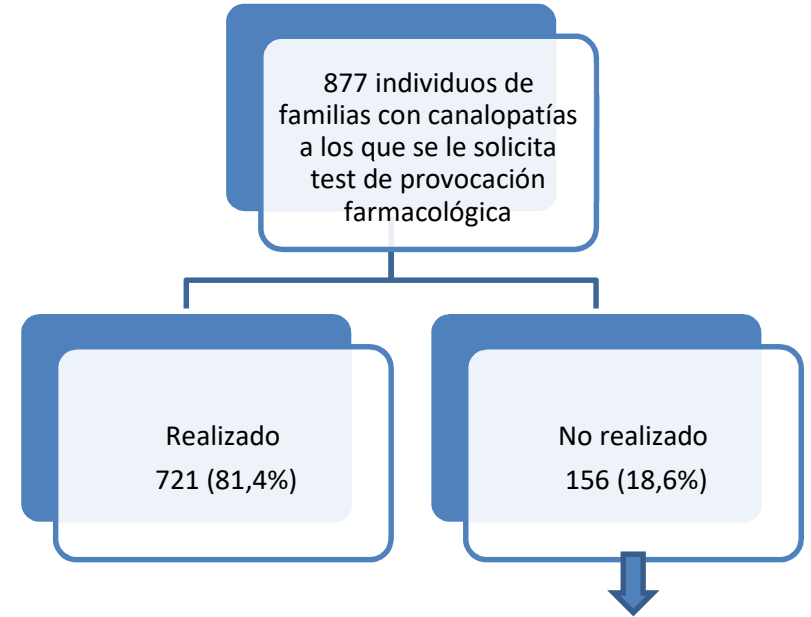 877 individuos de
familias con canalopatías
a los que se le solicita
test de provocación
farmacológica
Realizado
721 (81,4%)
No realizado
156 (18,6%)